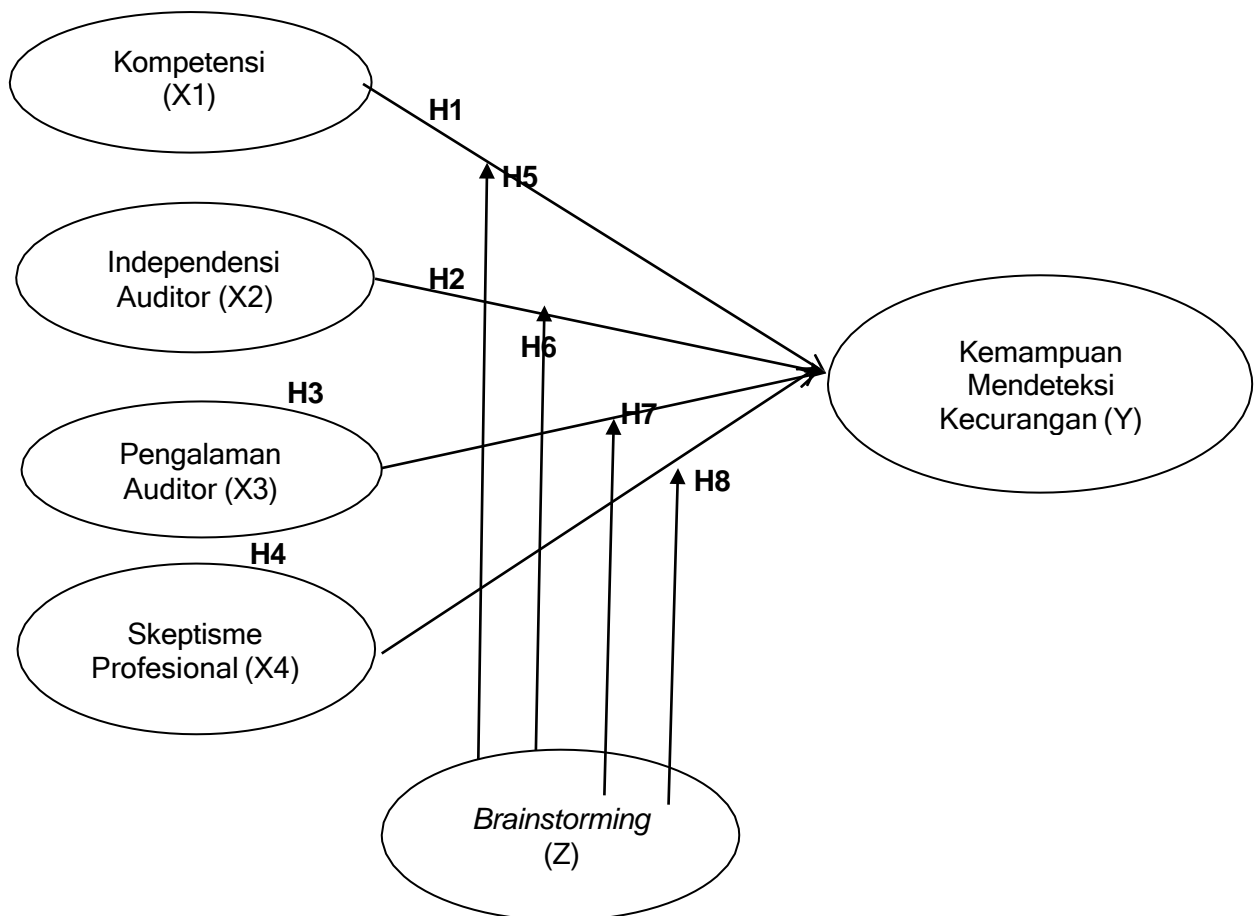 Kompetensi
(X1)
H1
H5
Independensi
Auditor (X2)
H2
H6
Kemampuan
Mendeteksi
Kecurangan (Y)
H3
H7
Pengalaman
Auditor (X3)
H8
H4
Skeptisme
Profesional (X4)
Brainstorming
(Z)